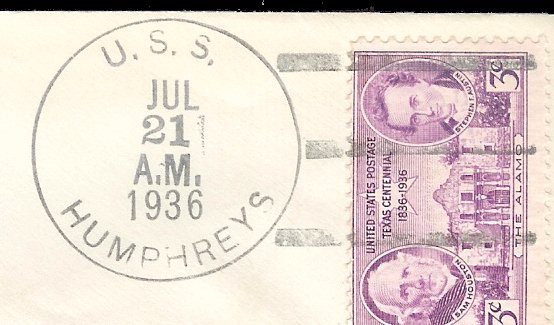 U. S. S.
JUL
21
A.M.
1936
HUMPHREYS
3c
STEPHEN F. AUSTIN
UNITED STATES POSTAGE
TEXAS CENTENNIAL
1836-1936
THE ALAMO
SAM HOUSTON
3c